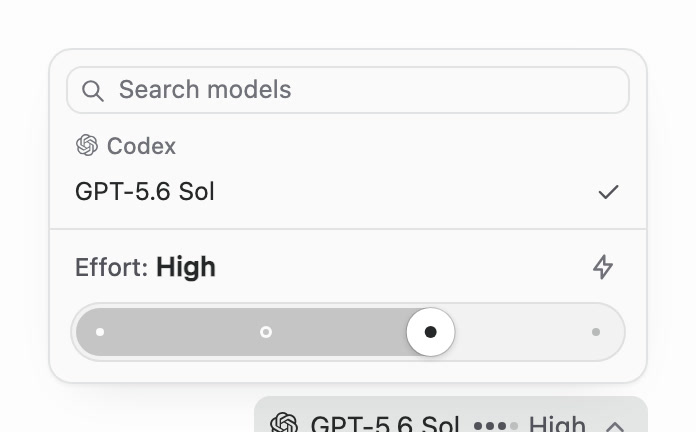 Search models
Codex
GPT-5.6 Sol
Effort: High
GPT-5.6 Sol High